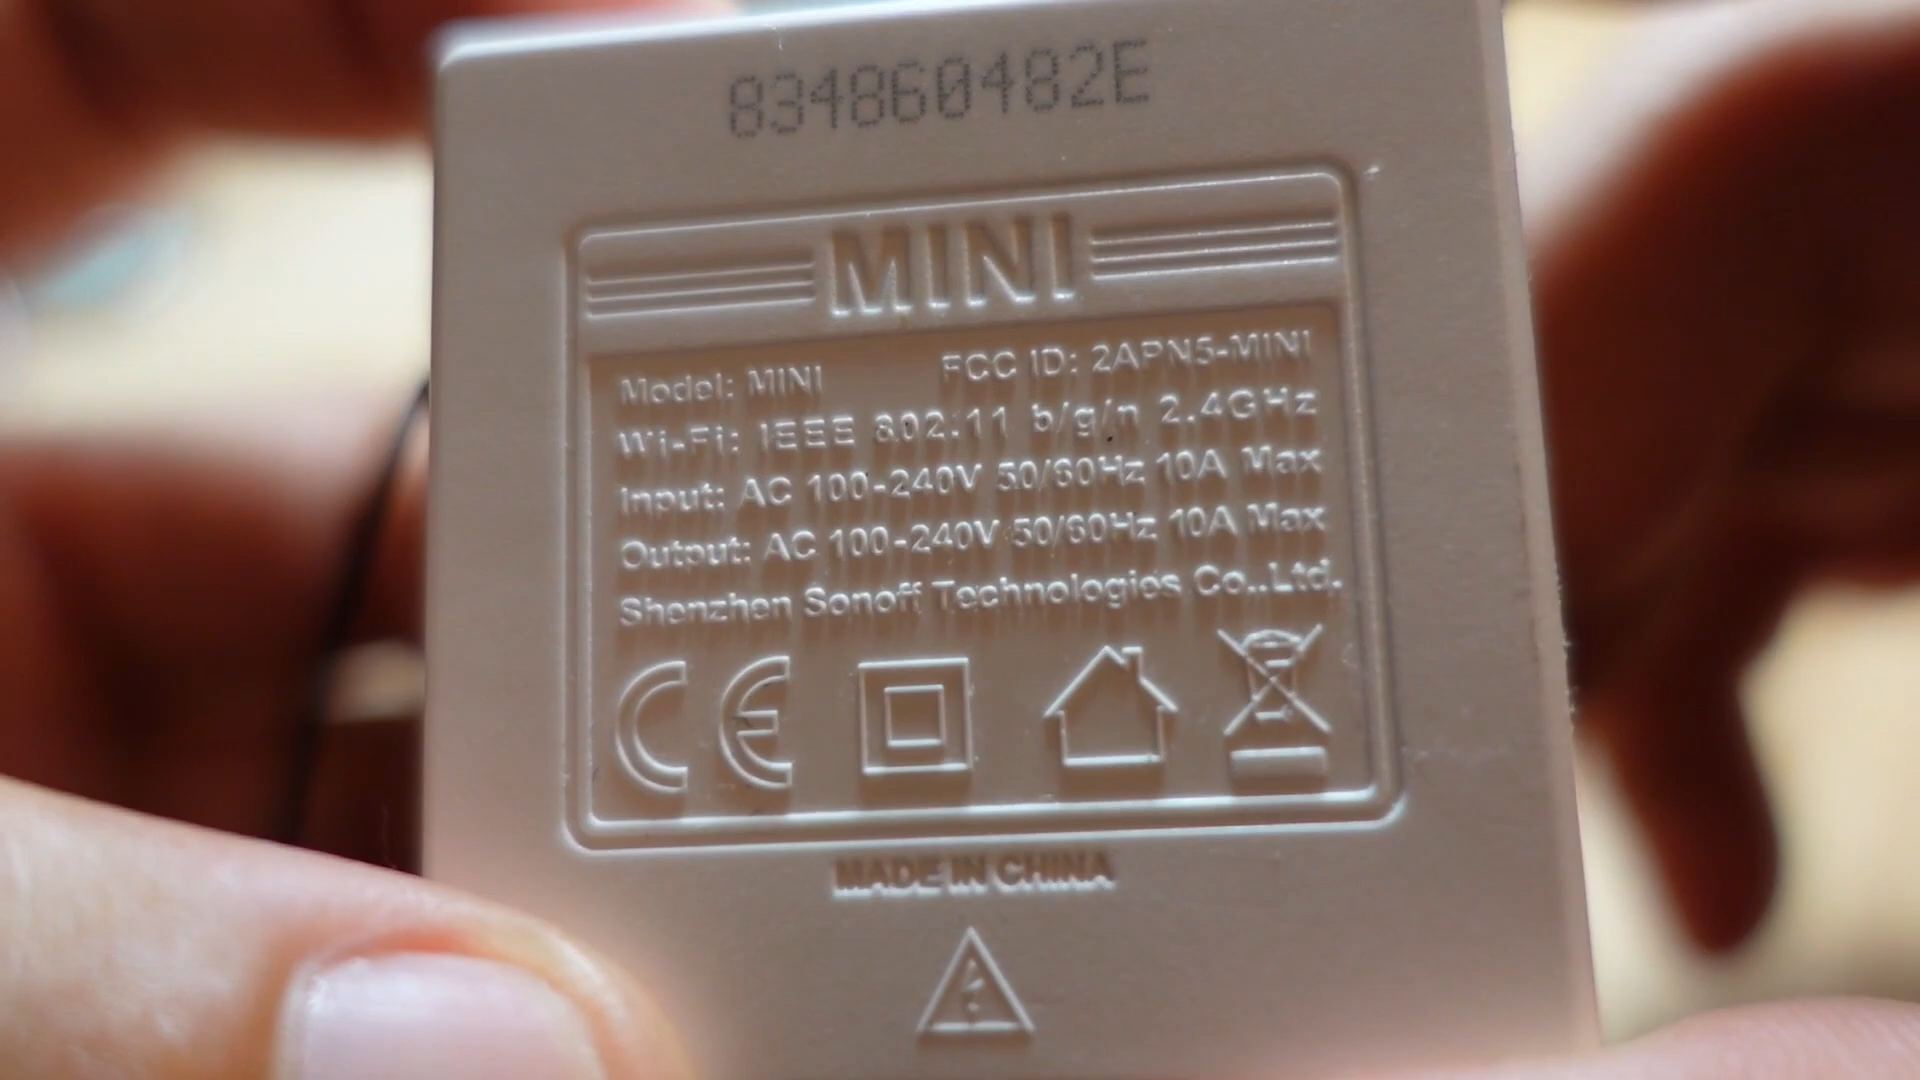 834860482E
MINI
Model: MINI FCC ID: 2APN5-MINI
Wi-Fi: IEEE 802.11 b/g/n 2.4GHz
Input: AC 100-240V 50/60Hz 10A Max
Output: AC 100-240V 50/60Hz 10A Max
Shenzhen Sonoff Technologies Co.,Ltd.
CE
MADE IN CHINA